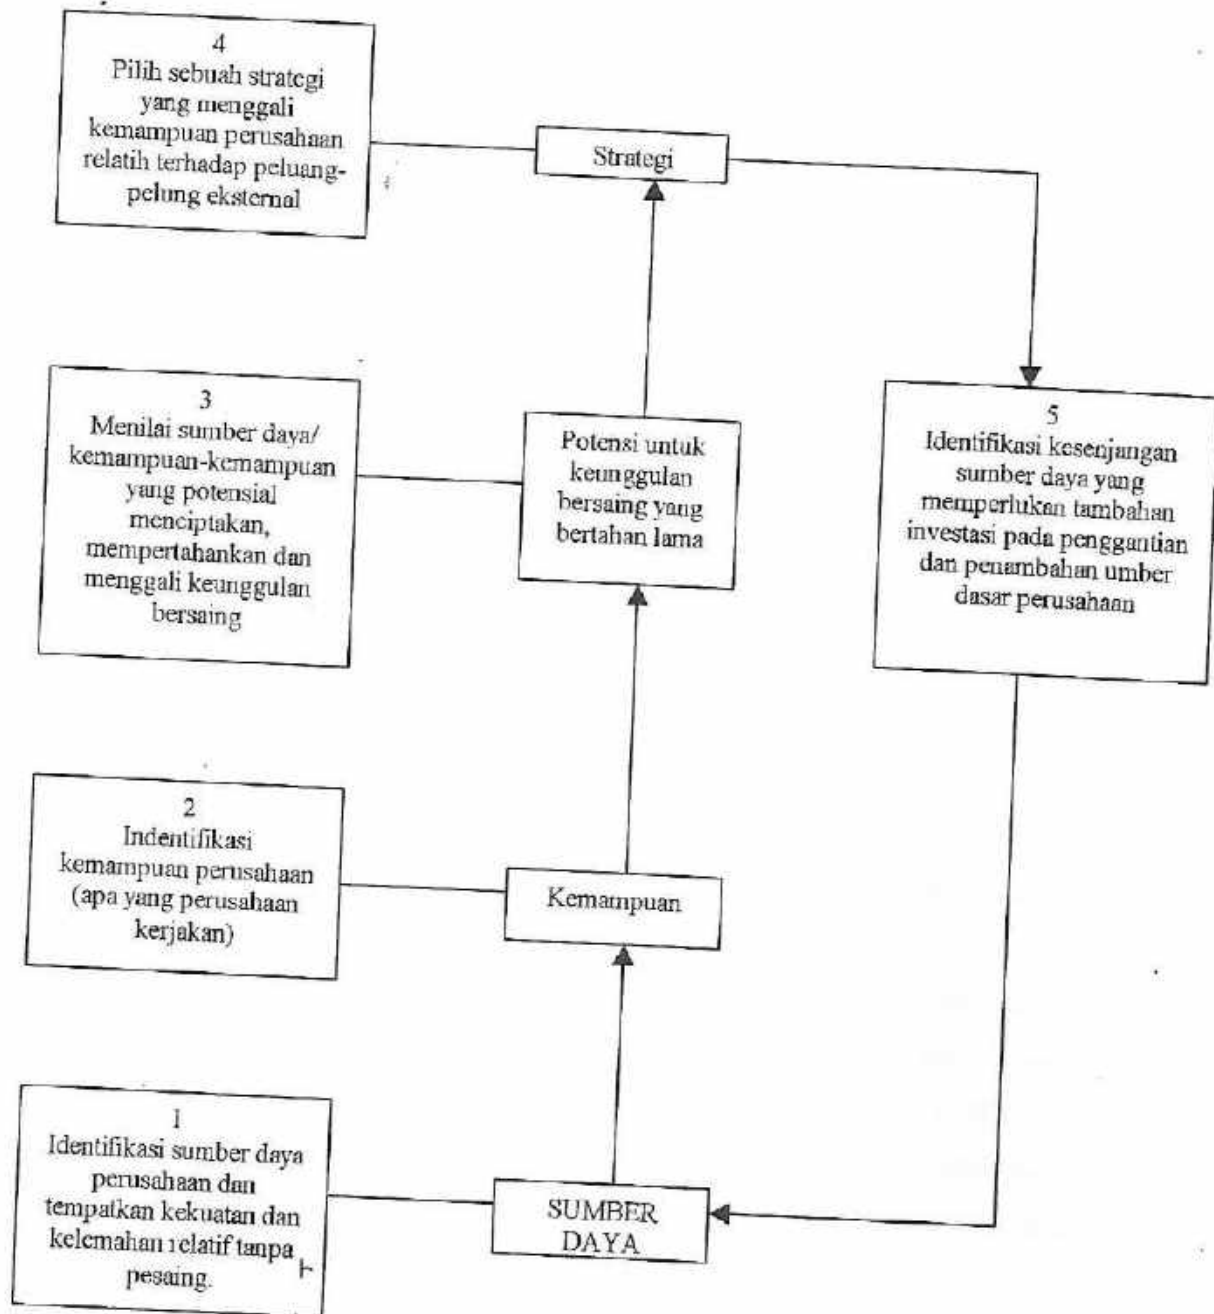 4
Pilih sebuah strategi
yang menggali
kemampuan perusahaan
relatih terhadap peluang-
pelung eksternal
Strategi
3
Menilai sumber daya/
kemampuan-kemampuan
yang potensial
menciptakan,
mempertahankan dan
menggali keunggulan
bersaing
Potensi untuk
keunggulan
bersaing yang
bertahan lama
5
Identifikasi kesenjangan
sumber daya yang
memperlukan tambahan
investasi pada penggantian
dan penambahan umber
dasar perusahaan
2
Indentifikasi
kemampuan perusahaan
(apa yang perusahaan
kerjakan)
Kemampuan
1
Identifikasi sumber daya
perusahaan dan
tempatkan kekuatan dan
kelemahan relatif tanpa
pesaing.
SUMBER
DAYA